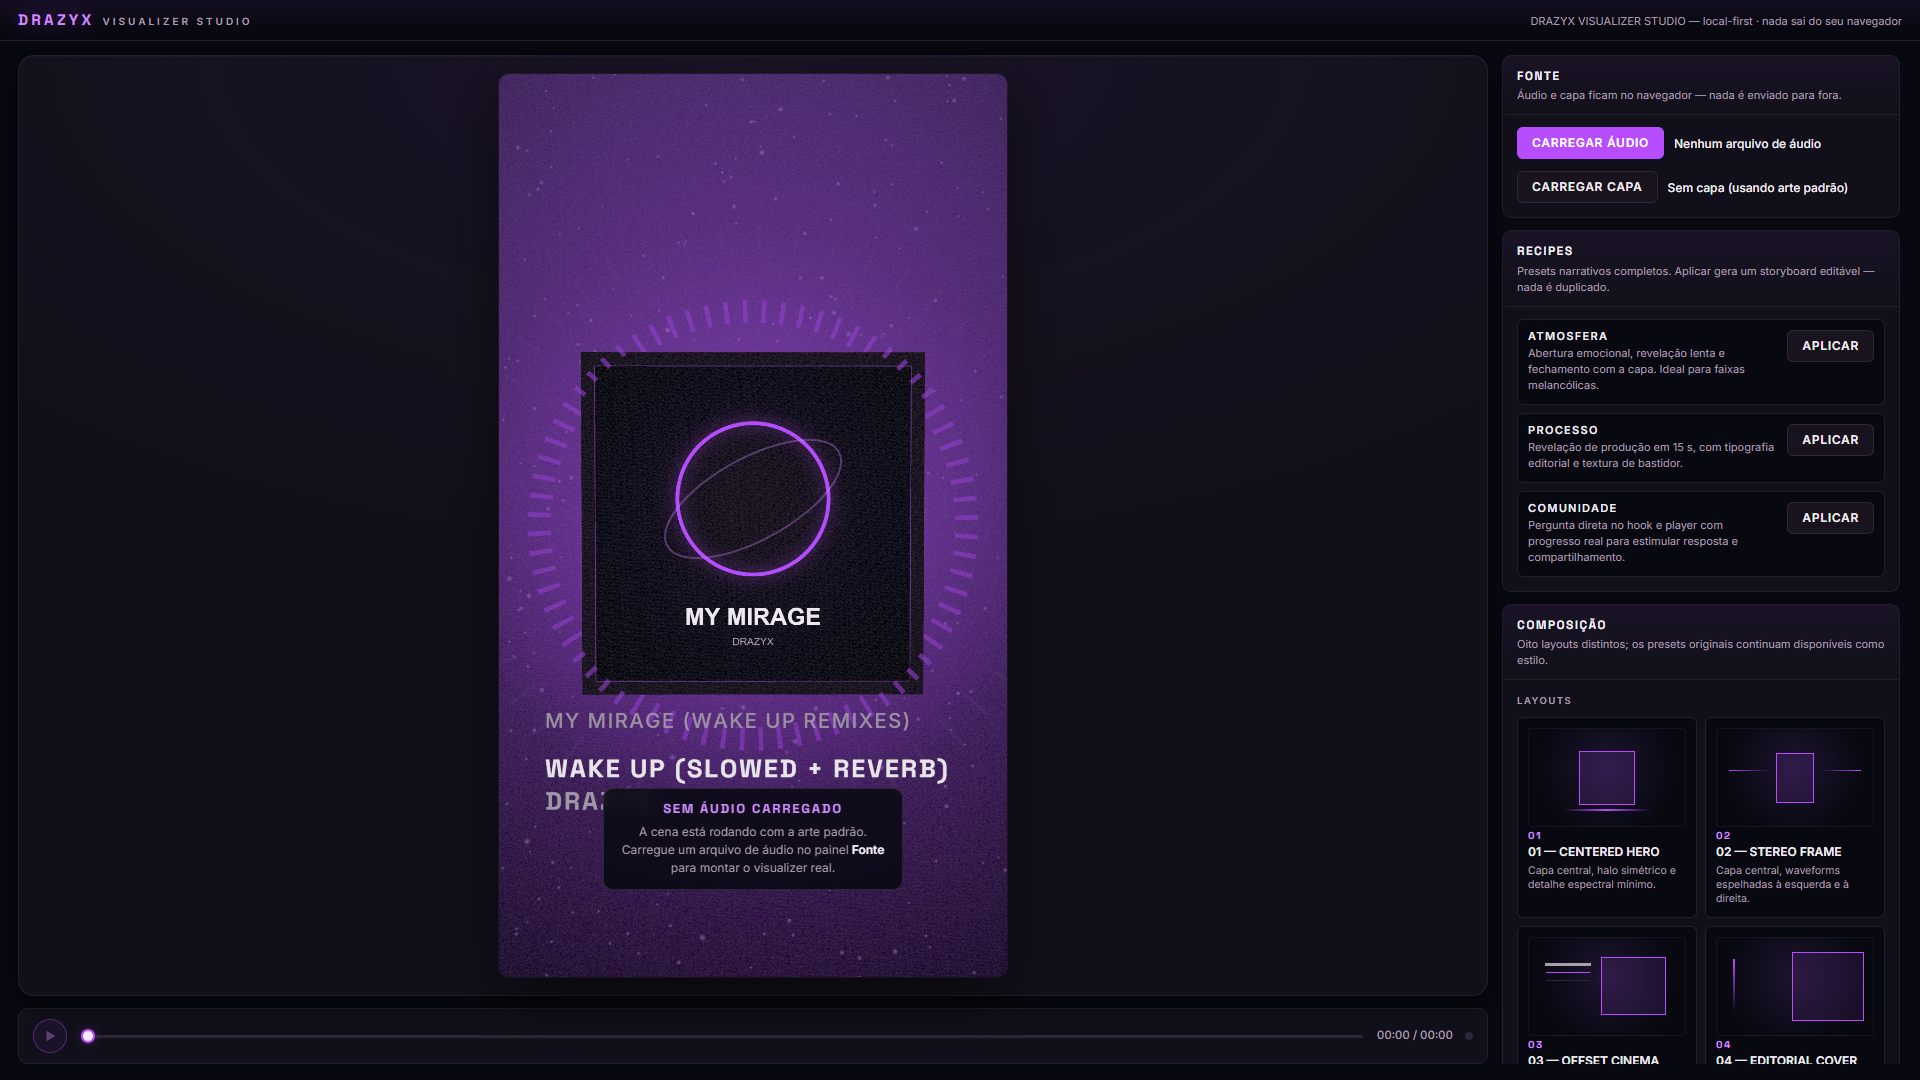 DRAZYX VISUALIZER STUDIO
DRAZYX VISUALIZER STUDIO — local-first · nada sai do seu navegador
MY MIRAGE
DRAZYX
MY MIRAGE (WAKE UP REMIXES)
WAKE UP (SLOWED + REVERB)
DRAZ
SEM ÁUDIO CARREGADO
A cena está rodando com a arte padrão.
Carregue um arquivo de áudio no painel Fonte
para montar o visualizer real.
00:00 / 00:00
FONTE
Áudio e capa ficam no navegador — nada é enviado para fora.
CARREGAR ÁUDIO Nenhum arquivo de áudio
CARREGAR CAPA Sem capa (usando arte padrão)
RECIPES
Presets narrativos completos. Aplicar gera um storyboard editável —
nada é duplicado.
ATMOSFERA
Abertura emocional, revelação lenta e
fechamento com a capa. Ideal para faixas
melancólicas.
APLICAR
PROCESSO
Revelação de produção em 15 s, com tipografia
editorial e textura de bastidor.
APLICAR
COMUNIDADE
Pergunta direta no hook e player com
progresso real para estimular resposta e
compartilhamento.
APLICAR
COMPOSIÇÃO
Oito layouts distintos; os presets originais continuam disponíveis como
estilo.
LAYOUTS
01
01 — CENTERED HERO
Capa central, halo simétrico e
detalhe espectral mínimo.
02
02 — STEREO FRAME
Capa central, waveforms
espelhadas à esquerda e à
direita.
03
03 — OFFSET CINEMA
04
04 — EDITORIAL COVER